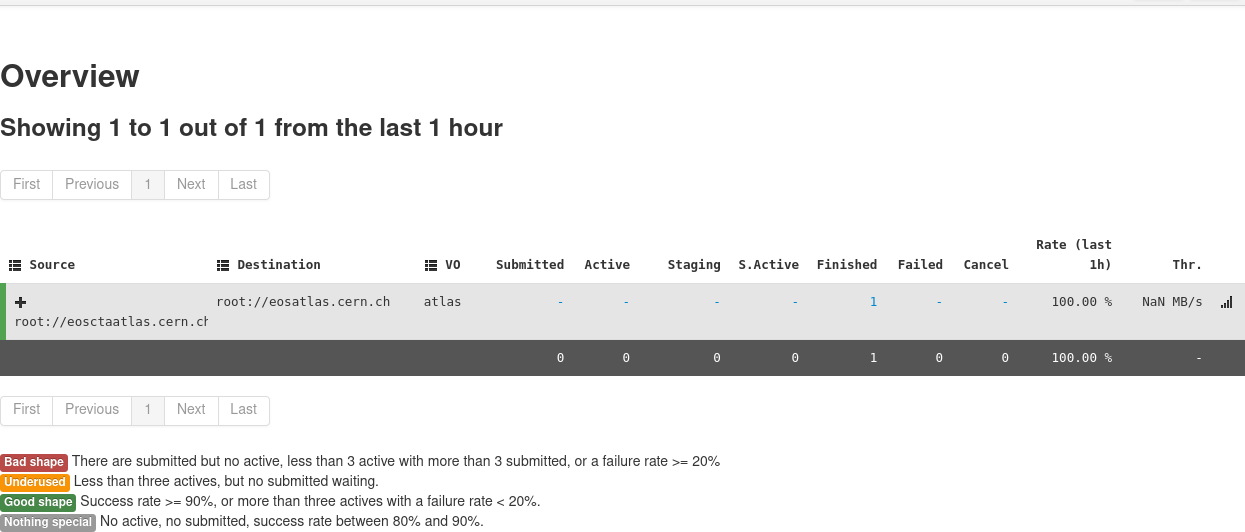 Overview
Showing 1 to 1 out of 1 from the last 1 hour
First Previous 1 Next Last
Rate (last
Source Destination VO Submitted Active Staging S.Active Finished Failed Cancel 1h) Thr.
root://eosatlas.cern.ch atlas - - - - 1 - - 100.00 % NaN MB/s
root://eosctaatlas.cern.ch
0 0 0 0 1 0 0 100.00 % -
First Previous 1 Next Last
Bad shape There are submitted but no active, less than 3 active with more than 3 submitted, or a failure rate >= 20%
Underused Less than three actives, but no submitted waiting.
Good shape Success rate >= 90%, or more than three actives with a failure rate < 20%.
Nothing special No active, no submitted, success rate between 80% and 90%.